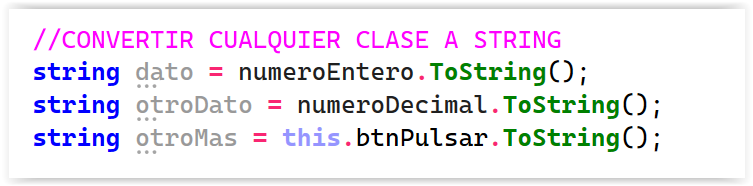 //CONVERTIR CUALQUIER CLASE A STRING
string dato = numeroEntero.ToString();
string otroDato = numeroDecimal.ToString();
string otroMas = this.btnPulsar.ToString();